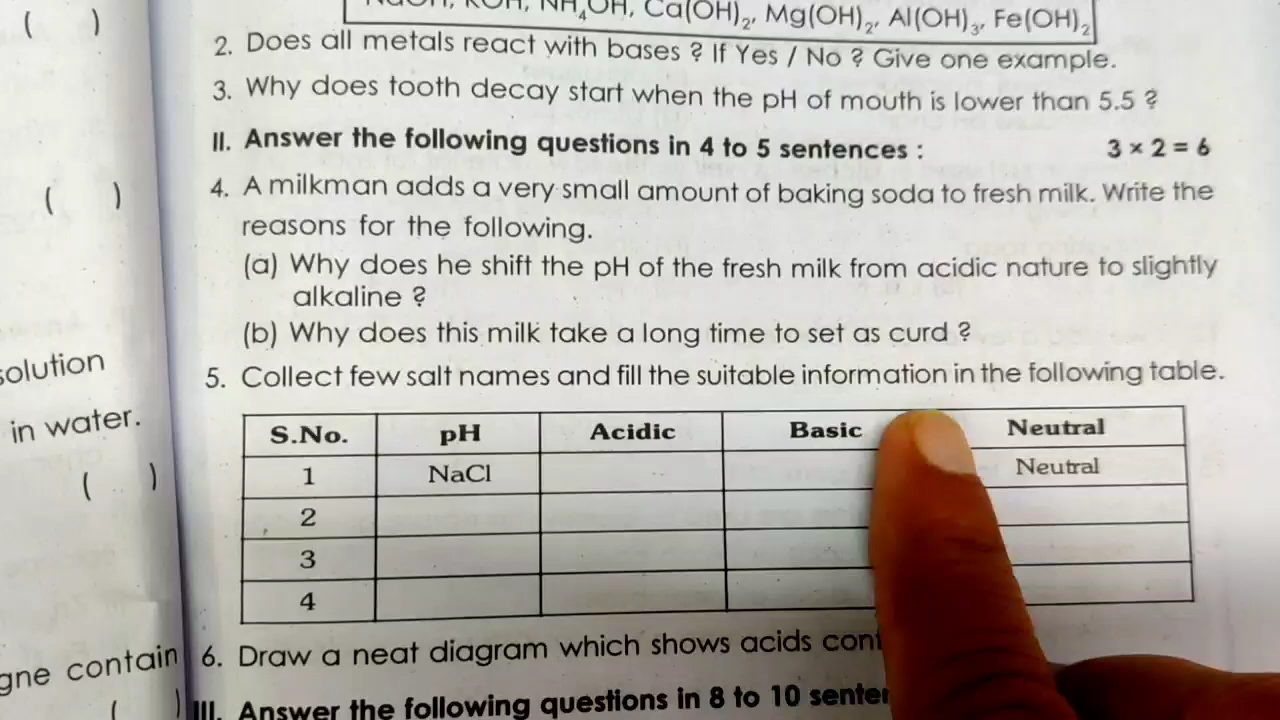 ( )
( )
solution
in water.
( )
gne contain
( )
NaOH, KOH, NH4OH, Ca(OH)2, Mg(OH)2, Al(OH)3, Fe(OH)2
2. Does all metals react with bases ? If Yes / No ? Give one example.
3. Why does tooth decay start when the pH of mouth is lower than 5.5 ?
II. Answer the following questions in 4 to 5 sentences : 3 × 2 = 6
4. A milkman adds a very small amount of baking soda to fresh milk. Write the
reasons for the following.
(a) Why does he shift the pH of the fresh milk from acidic nature to slightly
alkaline ?
(b) Why does this milk take a long time to set as curd ?
5. Collect few salt names and fill the suitable information in the following table.
S.No. pH Acidic Basic Neutral
1 NaCl Neutral
2
3
4
6. Draw a neat diagram which shows acids
III. Answer the following questions in 8 to 10